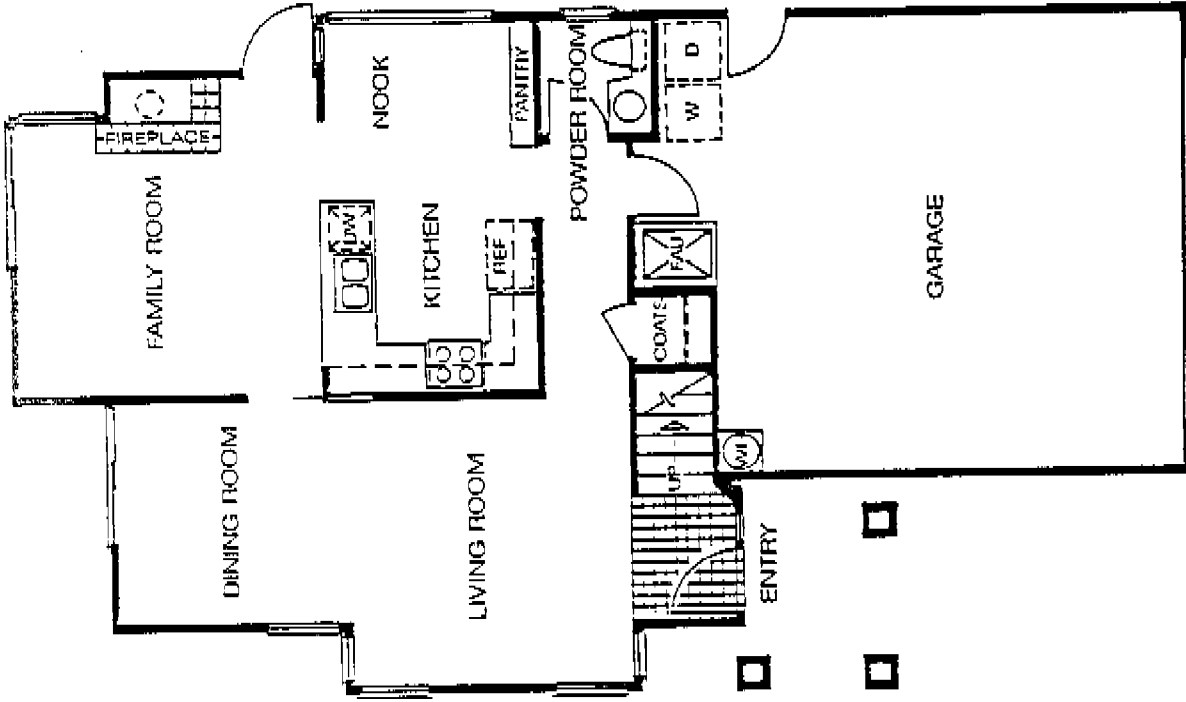 FIREPLACE
FAMILY ROOM
NOOK
PANTRY
POWDER ROOM
D
W
DW
KITCHEN
REF
FAU
COATS
GARAGE
DINING ROOM
LIVING ROOM
UP
ENTRY